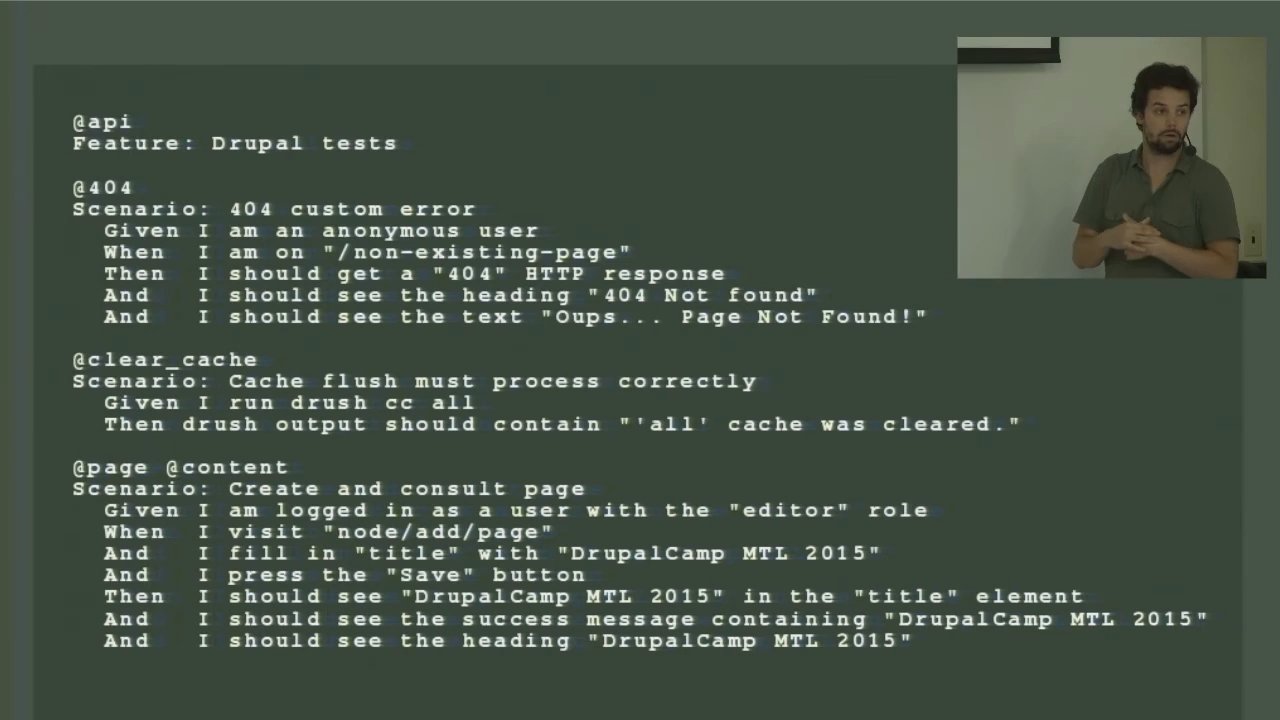 @api
Feature: Drupal tests
@404
Scenario: 404 custom error
Given I am an anonymous user
When I am on "/non-existing-page"
Then I should get a "404" HTTP response
And I should see the heading "404 Not found"
And I should see the text "Oups... Page Not Found!"
@clear_cache
Scenario: Cache flush must process correctly
Given I run drush cc all
Then drush output should contain "'all' cache was cleared."
@page @content
Scenario: Create and consult page
Given I am logged in as a user with the "editor" role
When I visit "node/add/page"
And I fill in "title" with "DrupalCamp MTL 2015"
And I press the "Save" button
Then I should see "DrupalCamp MTL 2015" in the "title" element
And I should see the success message containing "DrupalCamp MTL 2015"
And I should see the heading "DrupalCamp MTL 2015"